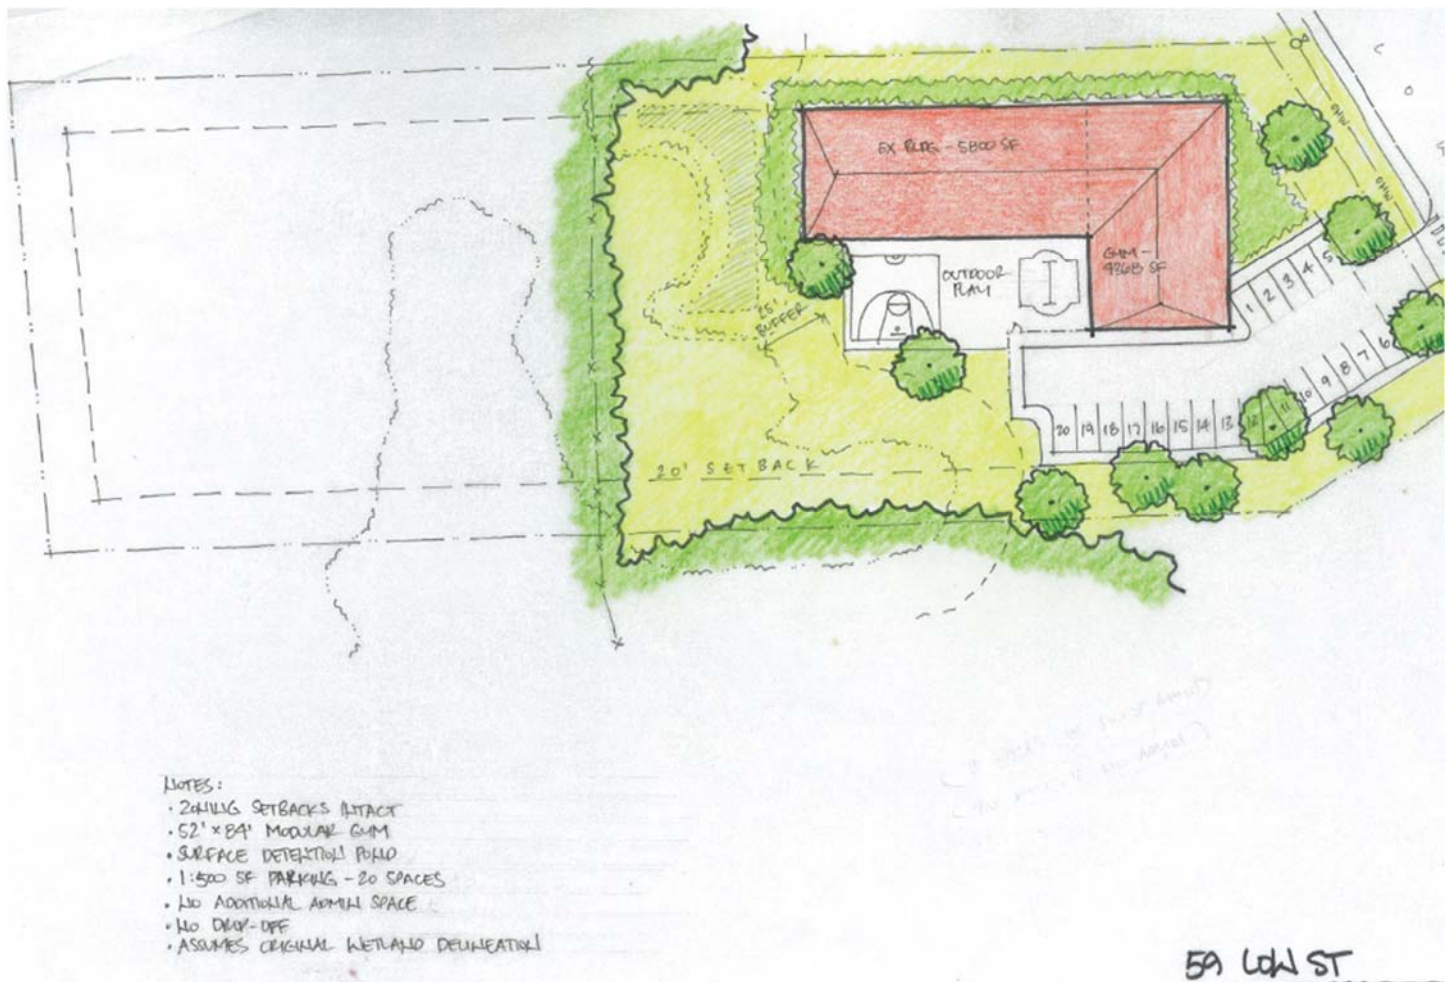 EX BLDG - 5800 SF
GYM -
4368 SF
OUTDOOR
PLAY
25'
BUFFER
20' SETBACK
OHW
OHW
1 2 3 4 5
6
7
8
9
10
11
20 19 18 17 16 15 14 13 12
NOTES:
• ZONING SETBACKS INTACT
• 52' x 84' MODULAR GYM
• SURFACE DETENTION POND
• 1:500 SF PARKING - 20 SPACES
• NO ADDITIONAL ADMIN SPACE
• NO DROP-OFF
• ASSUMES ORIGINAL WETLAND DELINEATION
59 LOW ST